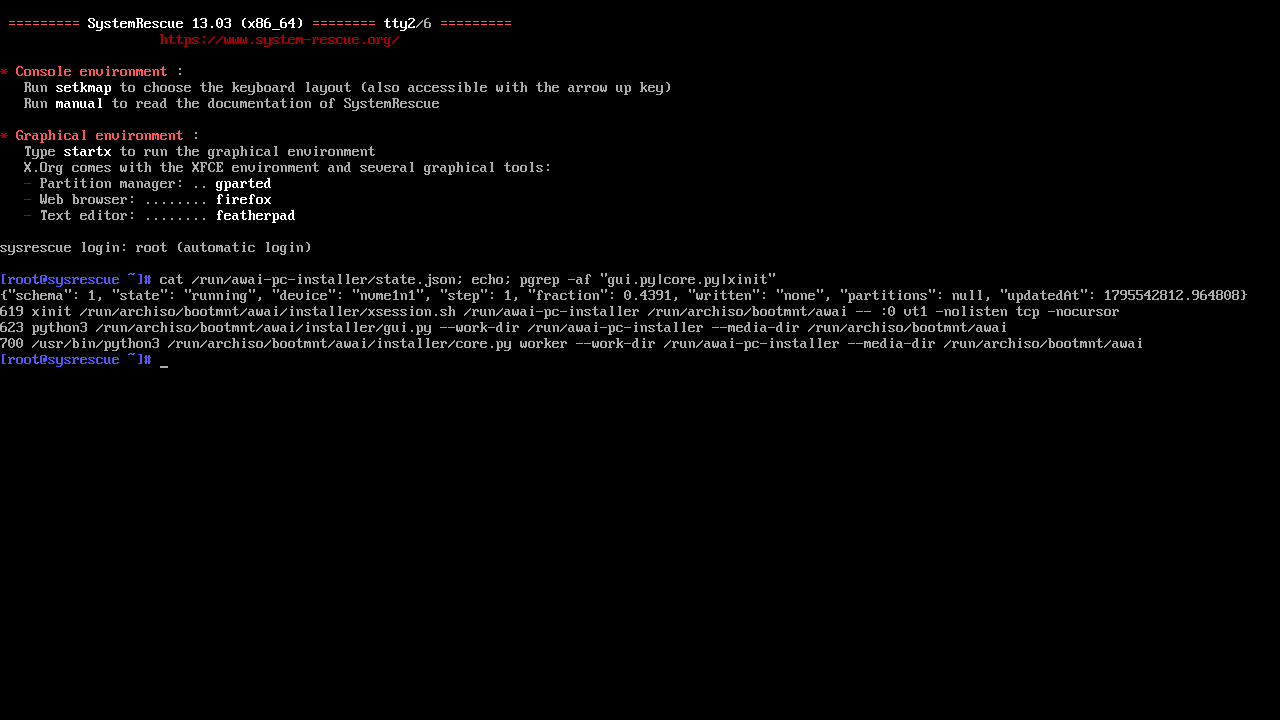 ========= SystemRescue 13.03 (x86_64) ======== tty2/6 =========
https://www.system-rescue.org/
* Console environment :
Run setkmap to choose the keyboard layout (also accessible with the arrow up key)
Run manual to read the documentation of SystemRescue
* Graphical environment :
Type startx to run the graphical environment
X.Org comes with the XFCE environment and several graphical tools:
- Partition manager: .. gparted
- Web browser: ........ firefox
- Text editor: ........ featherpad
sysrescue login: root (automatic login)
[root@sysrescue ~]# cat /run/awai-pc-installer/state.json; echo; pgrep -af "gui.py|core.py|xinit"
{"schema": 1, "state": "running", "device": "nvme1n1", "step": 1, "fraction": 0.4391, "written": "none", "partitions": null, "updatedAt": 1795542812.964808}
619 xinit /run/archiso/bootmnt/awai/installer/xsession.sh /run/awai-pc-installer /run/archiso/bootmnt/awai -- :0 vt1 -nolisten tcp -nocursor
623 python3 /run/archiso/bootmnt/awai/installer/gui.py --work-dir /run/awai-pc-installer --media-dir /run/archiso/bootmnt/awai
700 /usr/bin/python3 /run/archiso/bootmnt/awai/installer/core.py worker --work-dir /run/awai-pc-installer --media-dir /run/archiso/bootmnt/awai
[root@sysrescue ~]# _